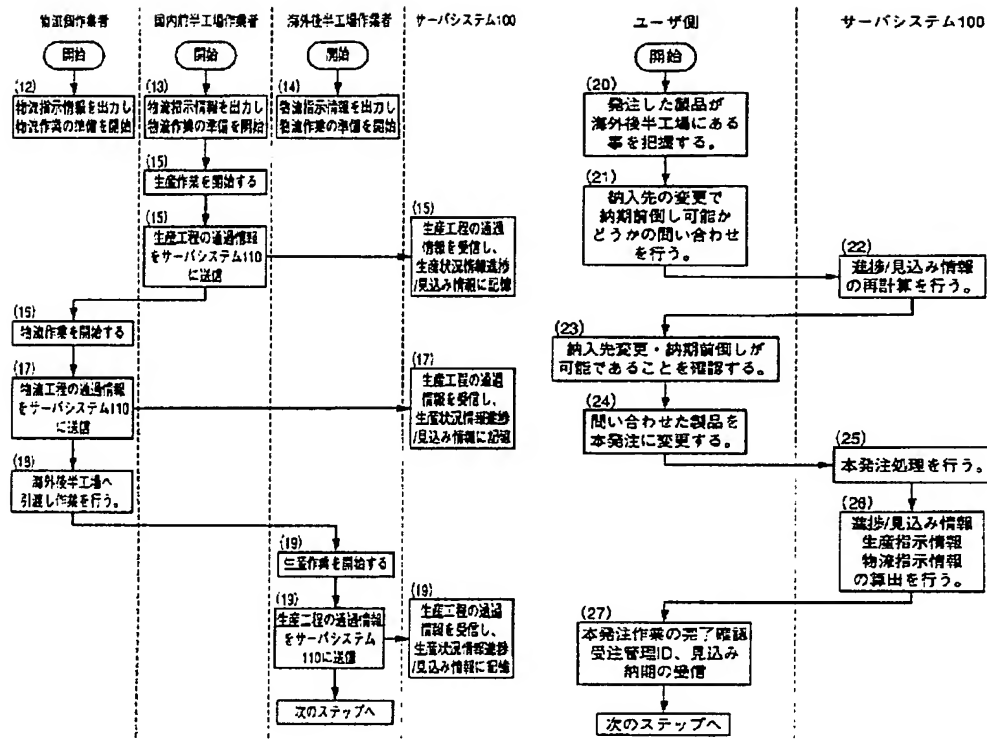 物流側作業者
国内前半工場作業者
海外後半工場作業者
サーバシステム100
開始
開始
開始
(12)
物流指示情報を出力し
物流作業の準備を開始
(13)
物流指示情報を出力し
物流作業の準備を開始
(14)
物流指示情報を出力し
物流作業の準備を開始
(15)
生産作業を開始する
(15)
生産工程の通過情報
をサーバシステム110
に送信
(15)
生産工程の通過
情報を受信し、
生産状況情報進捗
/見込み情報に記憶
(16)
物流作業を開始する
(17)
物流工程の通過情報
をサーバシステム110
に送信
(17)
生産工程の通過
情報を受信し、
生産状況情報進捗
/見込み情報に記憶
(18)
海外後半工場へ
引渡し作業を行う。
(19)
生産作業を開始する
(19)
生産工程の通過情報
をサーバシステム
110に送信
(19)
生産工程の通過
情報を受信し、
生産状況情報進捗
/見込み情報に記憶
次のステップへ
ユーザ側
サーバシステム100
開始
(20)
発注した製品が
海外後半工場にある
事を把握する。
(21)
納入先の変更で
納期前倒し可能か
どうかの問い合わせ
を行う。
(22)
進捗/見込み情報
の再計算を行う。
(23)
納入先変更・納期前倒しが
可能であることを確認する。
(24)
問い合わせた製品を
本発注に変更する。
(25)
本発注処理を行う。
(26)
進捗/見込み情報
生産指示情報
物流指示情報
の算出を行う。
(27)
本発注作業の完了確認
受注管理ID、見込み
納期の受信
次のステップへ